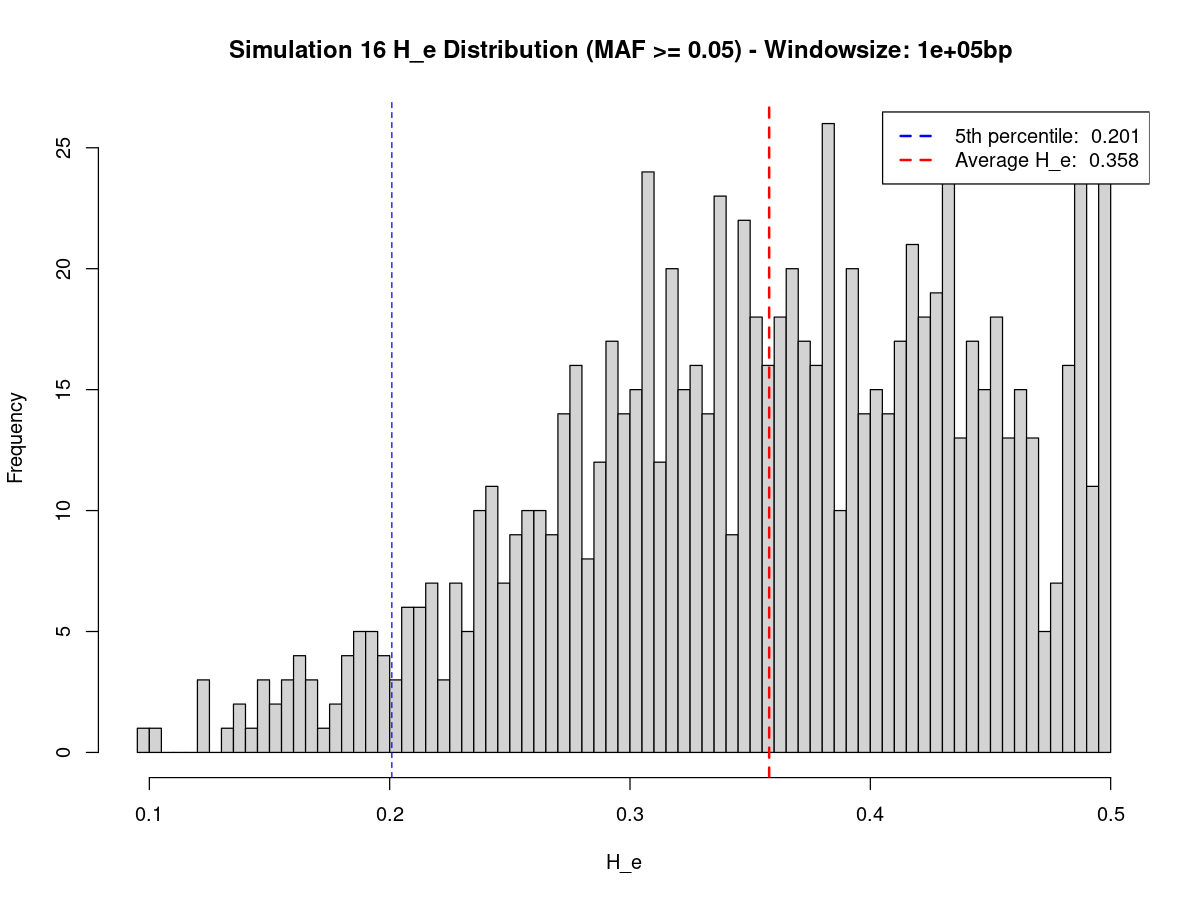 Simulation 16 H_e Distribution (MAF >= 0.05) - Windowsize: 1e+05bp
5th percentile:  0.201
Average H_e:  0.358
Frequency
25
20
15
10
5
0
0.1
0.2
0.3
0.4
0.5
H_e